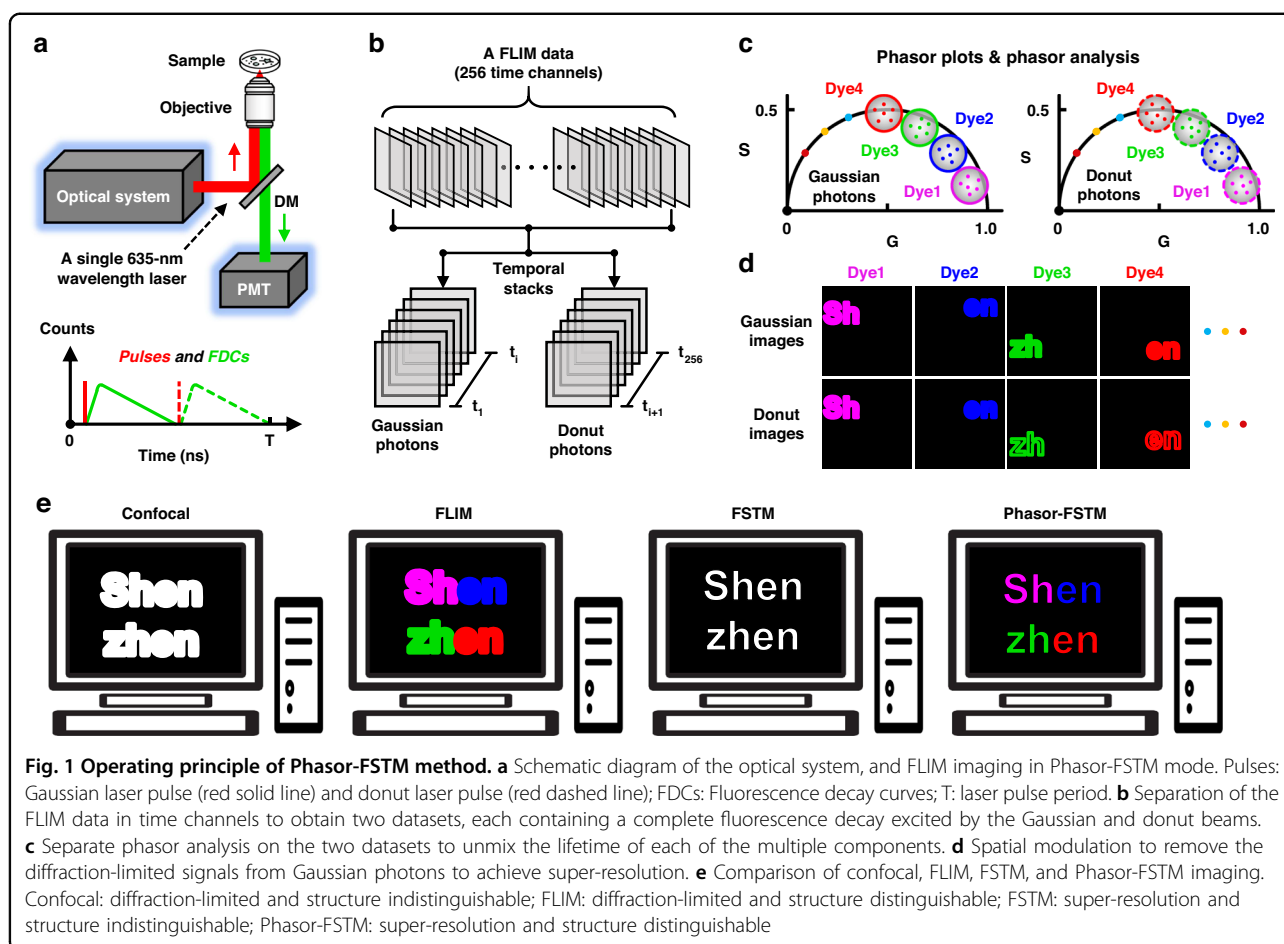 a
Sample
Objective
Optical system
DM
A single 635-nm
wavelength laser
PMT
Counts
Pulses and FDCs
0
T
Time (ns)
b
A FLIM data
(256 time channels)
Temporal
stacks
t1
ti
ti+1
t256
Gaussian
photons
Donut
photons
c
Phasor plots & phasor analysis
0.5
S
Dye4
Dye3
Dye2
Dye1
Gaussian
photons
0
G
1.0
0.5
S
Dye4
Dye3
Dye2
Dye1
Donut
photons
0
G
1.0
d
Dye1 Dye2 Dye3 Dye4
Gaussian
images
Sh
en
zh
en
Donut
images
Sh
en
zh
en
e
Confocal
Shen
zhen
FLIM
Shen
zhen
FSTM
Shen
zhen
Phasor-FSTM
Shen
zhen
Fig. 1 Operating principle of Phasor-FSTM method. a Schematic diagram of the optical system, and FLIM imaging in Phasor-FSTM mode. Pulses:
Gaussian laser pulse (red solid line) and donut laser pulse (red dashed line); FDCs: Fluorescence decay curves; T: laser pulse period. b Separation of the
FLIM data in time channels to obtain two datasets, each containing a complete fluorescence decay excited by the Gaussian and donut beams.
c Separate phasor analysis on the two datasets to unmix the lifetime of each of the multiple components. d Spatial modulation to remove the
diffraction-limited signals from Gaussian photons to achieve super-resolution. e Comparison of confocal, FLIM, FSTM, and Phasor-FSTM imaging.
Confocal: diffraction-limited and structure indistinguishable; FLIM: diffraction-limited and structure distinguishable; FSTM: super-resolution and
structure indistinguishable; Phasor-FSTM: super-resolution and structure distinguishable